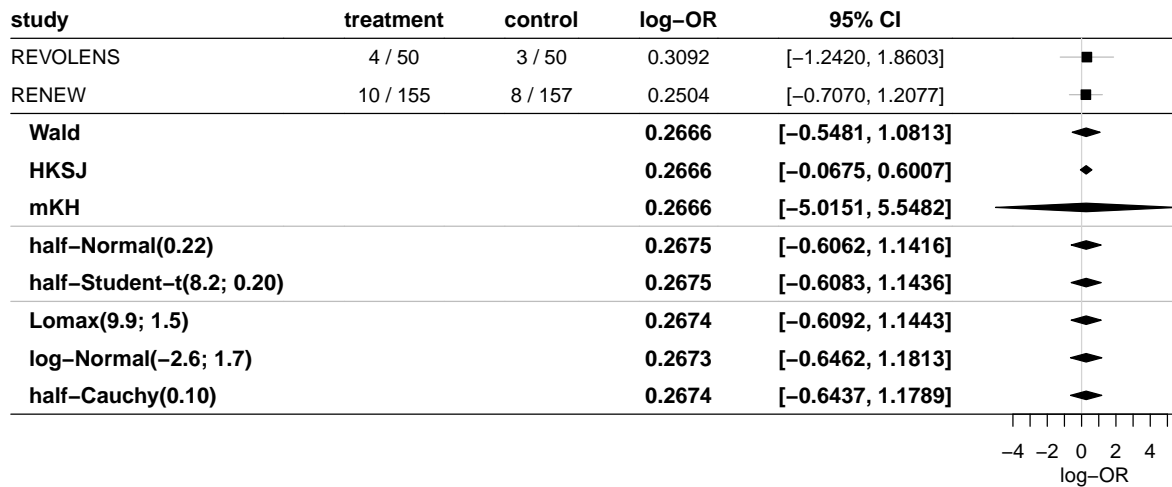 study treatment control log−OR 95% CI
REVOLENS 4 / 50 3 / 50 0.3092 [−1.2420, 1.8603]
RENEW 10 / 155 8 / 157 0.2504 [−0.7070, 1.2077]
Wald 0.2666 [−0.5481, 1.0813]
HKSJ 0.2666 [−0.0675, 0.6007]
mKH 0.2666 [−5.0151, 5.5482]
half−Normal(0.22) 0.2675 [−0.6062, 1.1416]
half−Student−t(8.2; 0.20) 0.2675 [−0.6083, 1.1436]
Lomax(9.9; 1.5) 0.2674 [−0.6092, 1.1443]
log−Normal(−2.6; 1.7) 0.2673 [−0.6462, 1.1813]
half−Cauchy(0.10) 0.2674 [−0.6437, 1.1789]
−4 −2 0 2 4
log−OR